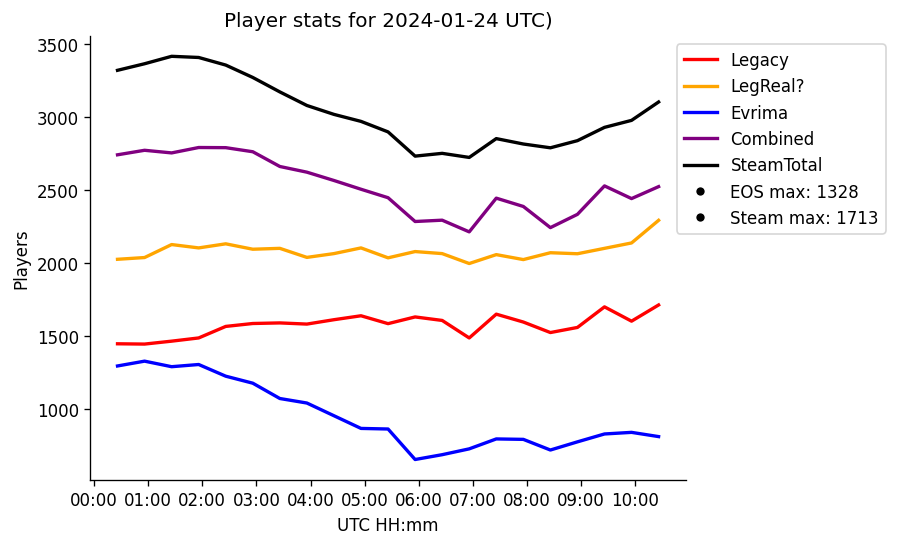 Player stats for 2024-01-24 UTC)
3500
3000
2500
2000
1500
1000
Players
00:00 01:00 02:00 03:00 04:00 05:00 06:00 07:00 08:00 09:00 10:00
UTC HH:mm
Legacy
LegReal?
Evrima
Combined
SteamTotal
EOS max: 1328
Steam max: 1713